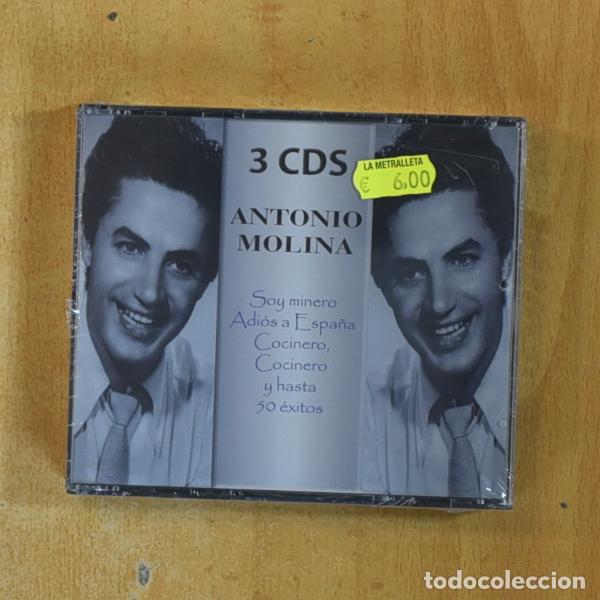 3 CDS
LA METRALLETA
€ 6.00
ANTONIO
MOLINA
Soy minero
Adiós a España
Cocinero,
Cocinero
y hasta
50 éxitos
todocoleccion